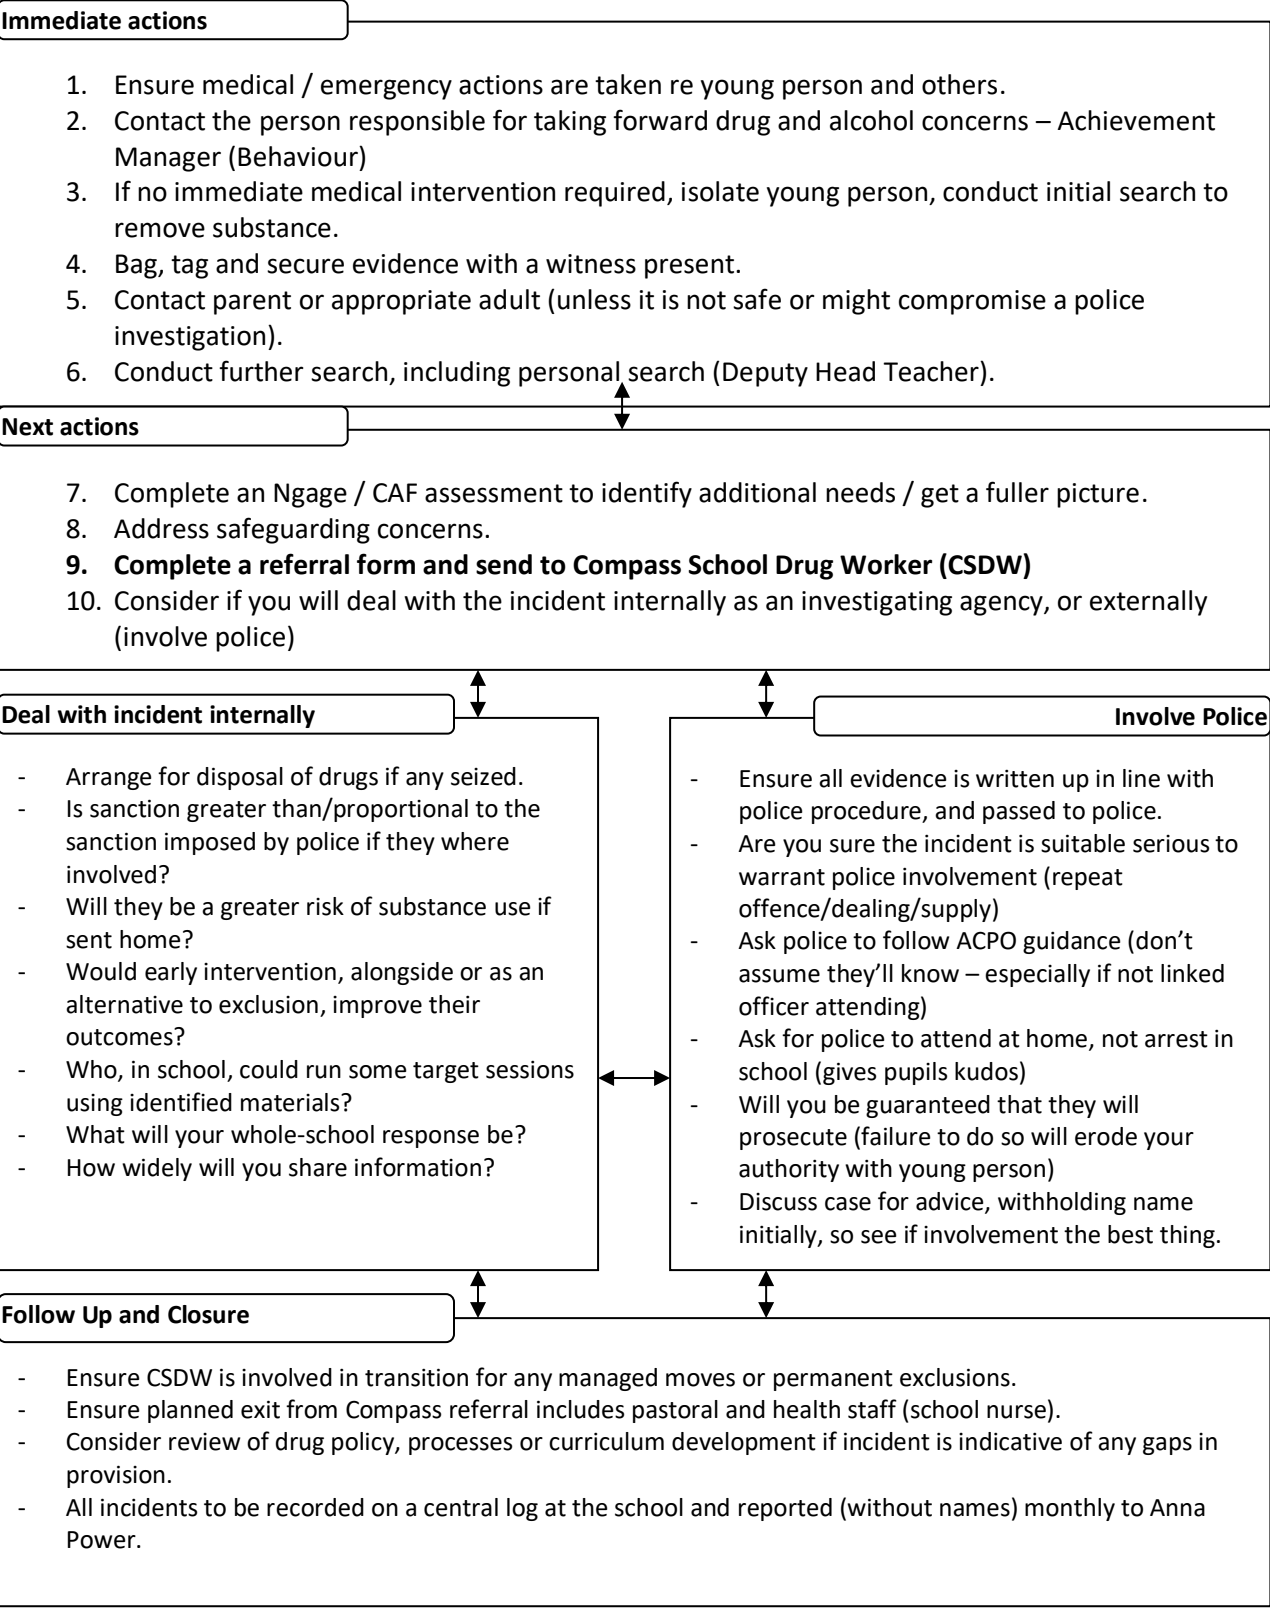 Immediate actions
1. Ensure medical / emergency actions are taken re young person and others.
2. Contact the person responsible for taking forward drug and alcohol concerns – Achievement
Manager (Behaviour)
3. If no immediate medical intervention required, isolate young person, conduct initial search to
remove substance.
4. Bag, tag and secure evidence with a witness present.
5. Contact parent or appropriate adult (unless it is not safe or might compromise a police
investigation).
6. Conduct further search, including personal search (Deputy Head Teacher).
Next actions
7. Complete an Ngage / CAF assessment to identify additional needs / get a fuller picture.
8. Address safeguarding concerns.
9. Complete a referral form and send to Compass School Drug Worker (CSDW)
10. Consider if you will deal with the incident internally as an investigating agency, or externally
(involve police)
Deal with incident internally
- Arrange for disposal of drugs if any seized.
- Is sanction greater than/proportional to the
sanction imposed by police if they where
involved?
- Will they be a greater risk of substance use if
sent home?
- Would early intervention, alongside or as an
alternative to exclusion, improve their
outcomes?
- Who, in school, could run some target sessions
using identified materials?
- What will your whole-school response be?
- How widely will you share information?
Involve Police
- Ensure all evidence is written up in line with
police procedure, and passed to police.
- Are you sure the incident is suitable serious to
warrant police involvement (repeat
offence/dealing/supply)
- Ask police to follow ACPO guidance (don’t
assume they’ll know – especially if not linked
officer attending)
- Ask for police to attend at home, not arrest in
school (gives pupils kudos)
- Will you be guaranteed that they will
prosecute (failure to do so will erode your
authority with young person)
- Discuss case for advice, withholding name
initially, so see if involvement the best thing.
Follow Up and Closure
- Ensure CSDW is involved in transition for any managed moves or permanent exclusions.
- Ensure planned exit from Compass referral includes pastoral and health staff (school nurse).
- Consider review of drug policy, processes or curriculum development if incident is indicative of any gaps in
provision.
- All incidents to be recorded on a central log at the school and reported (without names) monthly to Anna
Power.